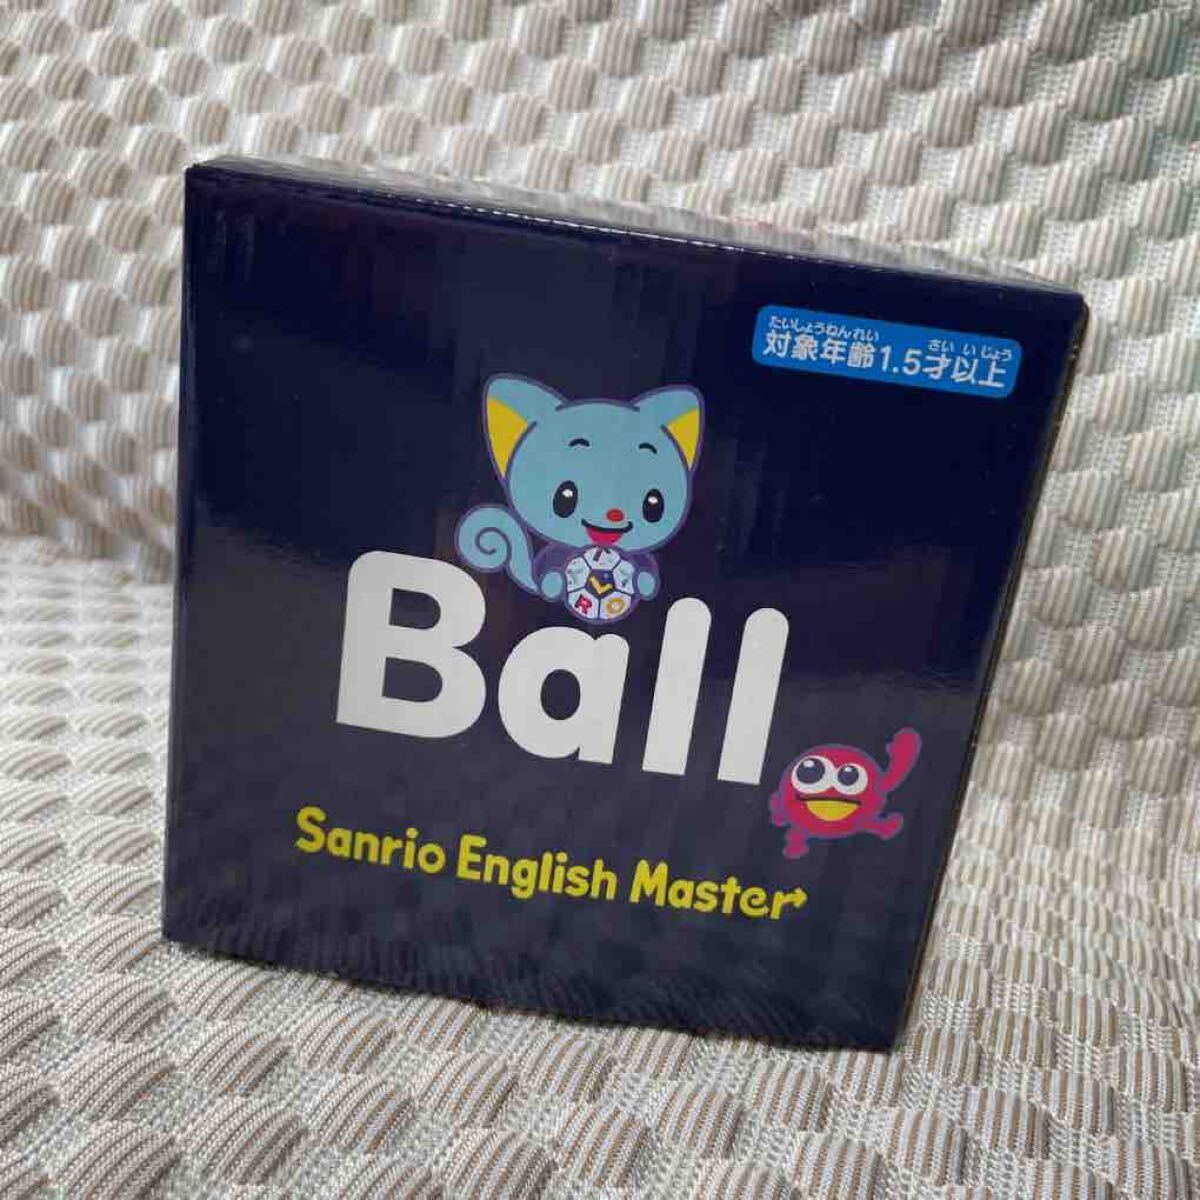 たいしょうねんれい さい いじょう
対象年齢1.5才以上
T
L
R O
Ball
Sanrio English Master